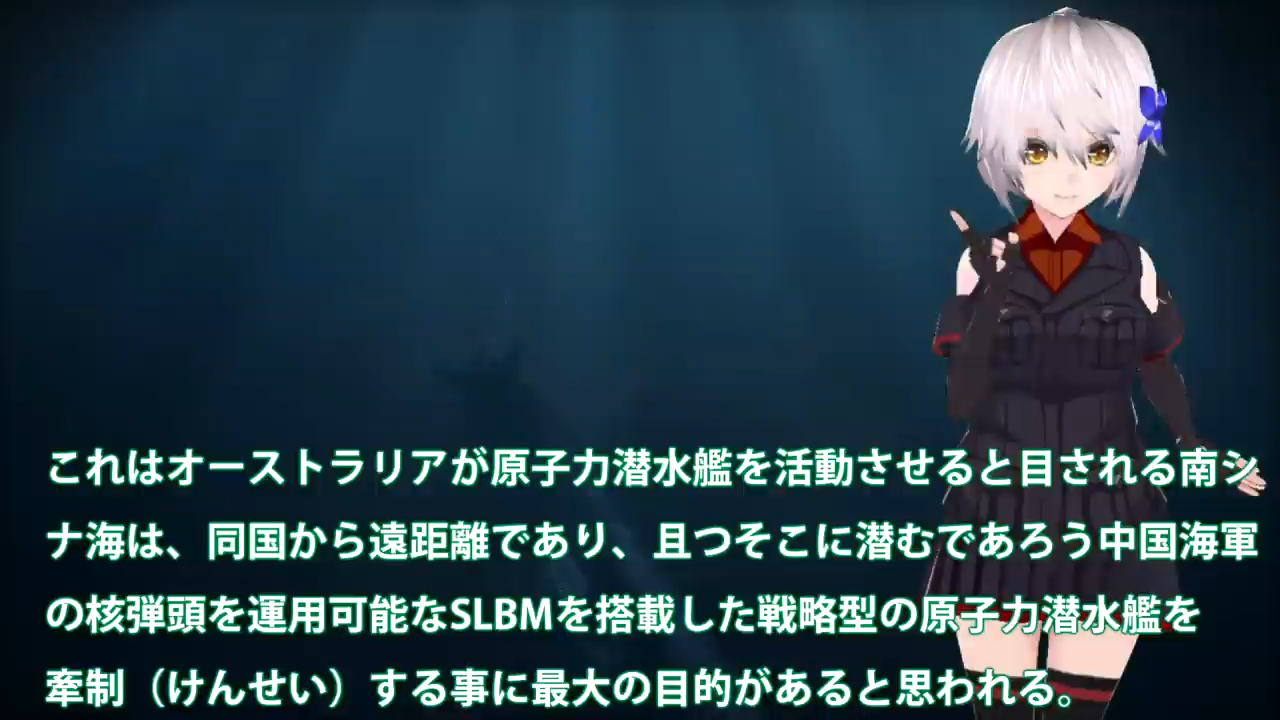 これはオーストラリアが原子力潜水艦を活動させると目される南シ
ナ海は、同国から遠距離であり、且つそこに潜むであろう中国海軍
の核弾頭を運用可能なSLBMを搭載した戦略型の原子力潜水艦を
牽制（けんせい）する事に最大の目的があると思われる。